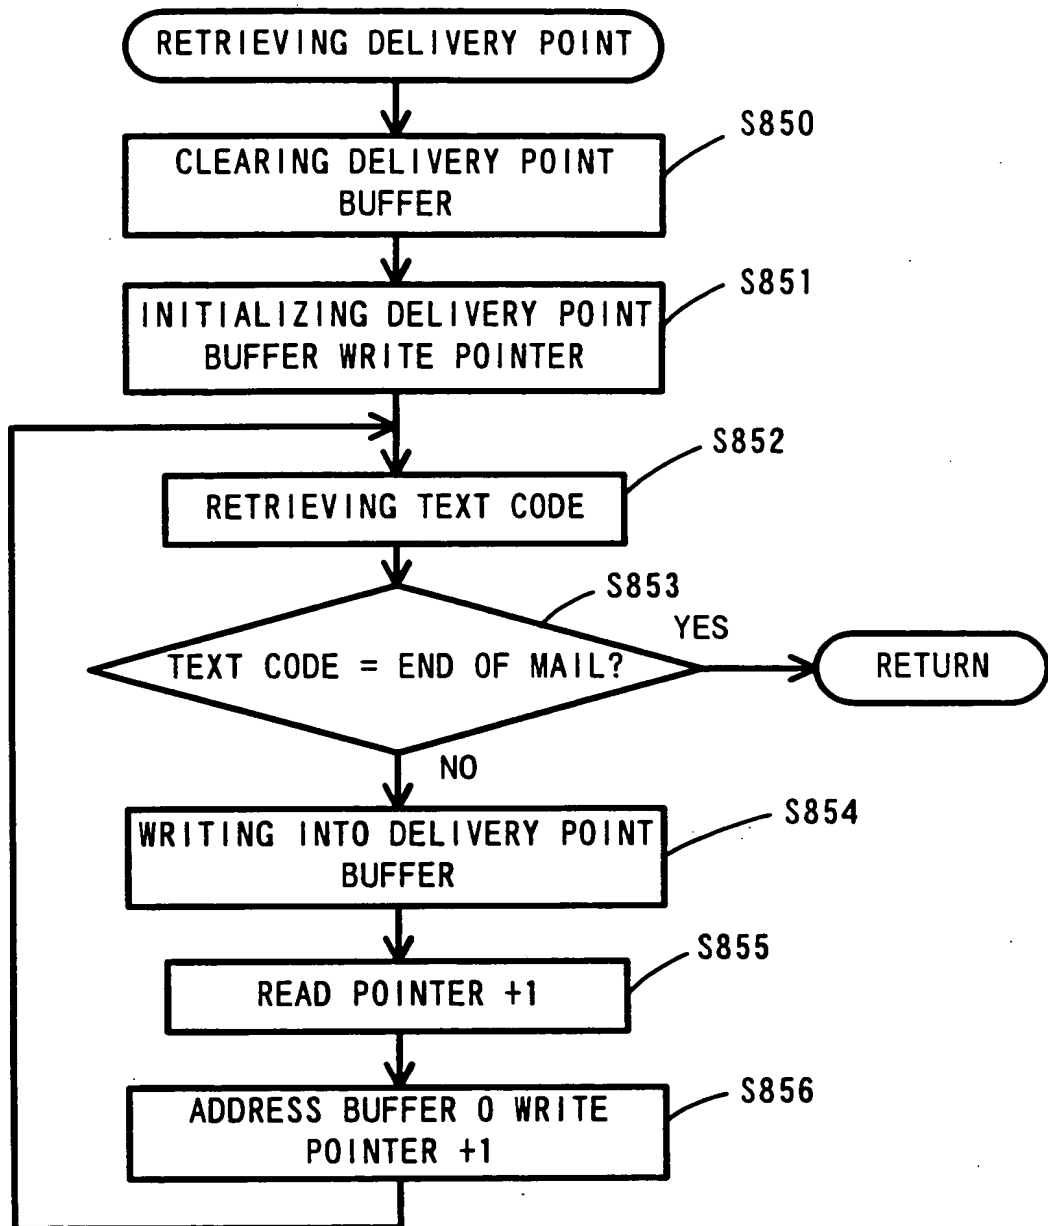 RETRIEVING DELIVERY POINT
S850
CLEARING DELIVERY POINT
BUFFER
S851
INITIALIZING DELIVERY POINT
BUFFER WRITE POINTER
S852
RETRIEVING TEXT CODE
S853
YES
TEXT CODE = END OF MAIL?
RETURN
NO
S854
WRITING INTO DELIVERY POINT
BUFFER
S855
READ POINTER +1
S856
ADDRESS BUFFER 0 WRITE
POINTER +1